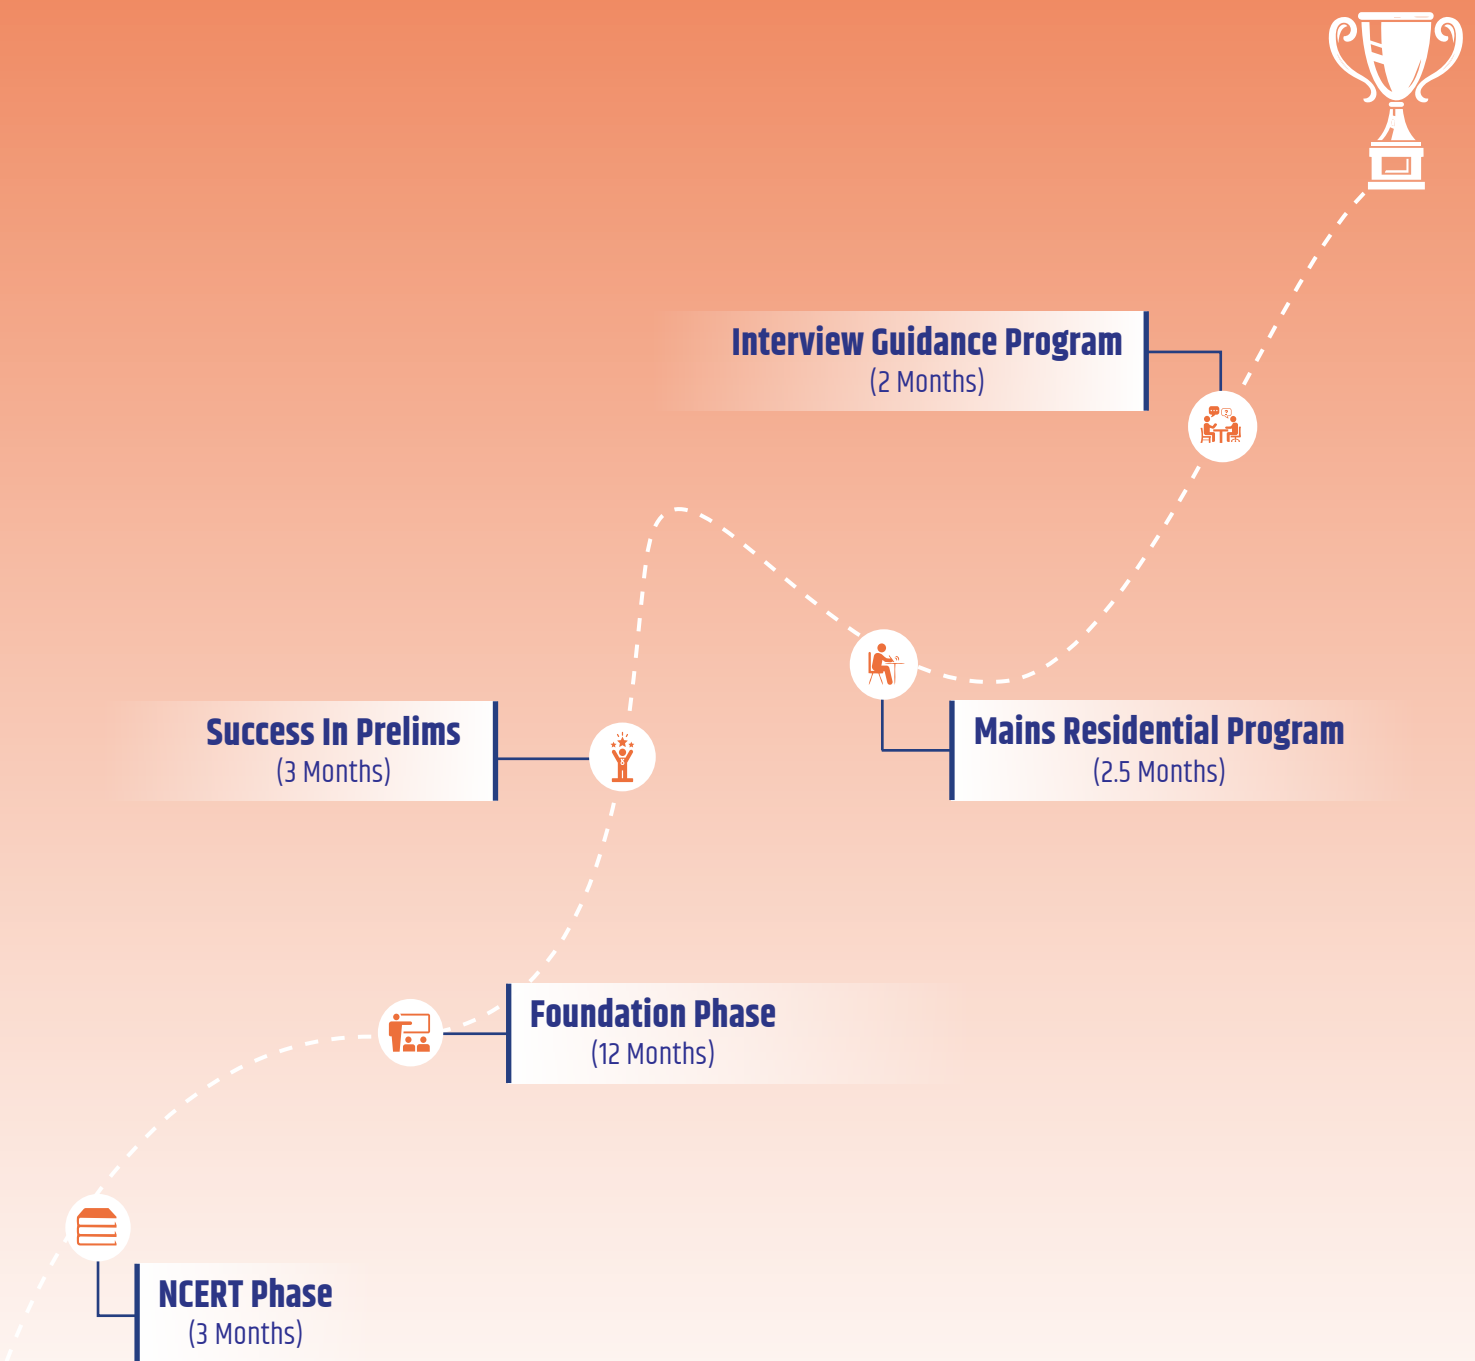 Interview Guidance Program
(2 Months)
Success In Prelims
(3 Months)
Mains Residential Program
(2.5 Months)
Foundation Phase
(12 Months)
NCERT Phase
(3 Months)